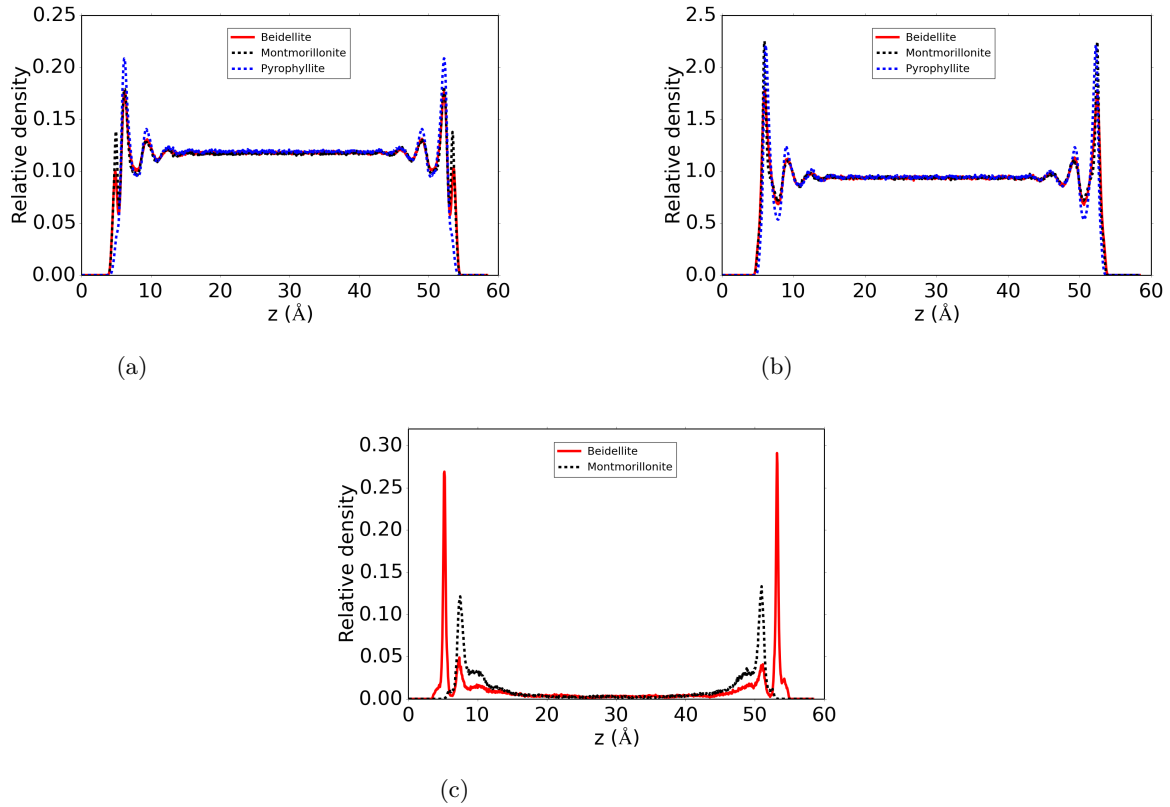 0.25
0.20
0.15
0.10
0.05
0.00
Relative density
Beidellite
Montmorillonite
Pyrophyllite
0 10 20 30 40 50 60
z (Å)
(a)
2.5
2.0
1.5
1.0
0.5
0.0
Relative density
Beidellite
Montmorillonite
Pyrophyllite
0 10 20 30 40 50 60
z (Å)
(b)
0.30
0.25
0.20
0.15
0.10
0.05
0.00
Relative density
Beidellite
Montmorillonite
0 10 20 30 40 50 60
z (Å)
(c)